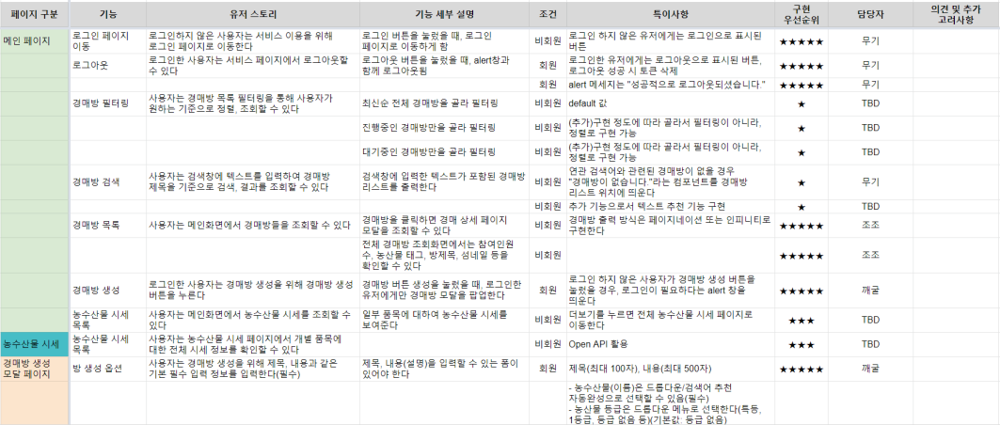 페이지 구분 기능 유저 스토리 기능 세부 설명 조건 특이사항 구현 우선순위 담당자 의견 및 추가 고려사항
메인 페이지
로그인 페이지
이동
로그인하지 않은 사용자는 서비스 이용을 위해
로그인 페이지로 이동한다
로그인 버튼을 눌렀을 때, 로그인
페이지로 이동하게 함
비회원
로그인 하지 않은 유저에게는 로그인으로 표시된
버튼
★★★★★
무기
로그아웃
로그인한 사용자는 서비스 페이지에서 로그아웃할
수 있다
로그아웃 버튼을 눌렀을 때, alert창과
함께 로그아웃됨
회원
로그인한 유저에게는 로그아웃으로 표시된 버튼,
로그아웃 성공 시 토큰 삭제
★★★★★
무기
회원
alert 메세지는 "성공적으로 로그아웃되셨습니다."
★★★★★
무기
경매방 필터링
사용자는 경매방 목록 필터링을 통해 사용자가
원하는 기준으로 정렬, 조회할 수 있다
최신순 전체 경매방을 골라 필터링
비회원
default 값
★
TBD
진행중인 경매방만을 골라 필터링
비회원
(추가)구현 정도에 따라 골라서 필터링이 아니라,
정렬로 구현 가능
★
TBD
대기중인 경매방만을 골라 필터링
비회원
(추가)구현 정도에 따라 골라서 필터링이 아니라,
정렬로 구현 가능
★
TBD
경매방 검색
사용자는 검색창에 텍스트를 입력하여 경매방
제목을 기준으로 검색, 결과를 조회할 수 있다
검색창에 입력한 텍스트가 포함된 경매방
리스트를 출력한다
비회원
연관 검색어와 관련된 경매방이 없을 경우
"경매방이 없습니다."라는 컴포넌트를 경매방
리스트 위치에 띄운다
★
무기
비회원
추가 기능으로서 텍스트 추천 기능 구현
★
TBD
경매방 목록
사용자는 메인화면에서 경매방들을 조회할 수 있다
경매방을 클릭하면 경매 상세 페이지
모달을 조회할 수 있다
비회원
경매방 출력 방식은 페이지네이션 또는 인피니티로
구현한다
★★★★★
조조
전체 경매방 조회화면에서는 참여인원
수, 농산물 태그, 방제목, 섬네일 등을
확인할 수 있다
비회원
★★★★★
조조
경매방 생성
로그인한 사용자는 경매방 생성을 위해 경매방 생성
버튼을 누른다
경매방 버튼 생성을 눌렀을 때, 로그인한
유저에게만 경매방 모달을 팝업한다
회원
로그인 하지 않은 사용자가 경매방 생성 버튼을
눌렀을 경우, 로그인이 필요하다는 alert 창을
띄운다
★★★★★
깨굴
농수산물 시세
목록
사용자는 메인화면에서 농수산물 시세를 조회할 수
있다
일부 품목에 대하여 농수산물 시세를
보여준다
비회원
더보기를 누르면 전체 농수산물 시세 페이지로
이동한다
★★★
TBD
농수산물 시세
농수산물 시세
목록
사용자는 농수산물 시세 페이지에서 개별 품목에
대한 전체 시세 정보를 확인할 수 있다
비회원
Open API 활용
★★★
TBD
경매방 생성
모달 페이지
방 생성 옵션
사용자는 경매방 생성을 위해 제목, 내용과 같은
기본 필수 입력 정보를 입력한다(필수)
제목, 내용(설명)을 입력할 수 있는 폼이
있어야 한다
회원
제목(최대 100자), 내용(최대 500자)
★★★★★
깨굴
- 농수산물(이름)은 드롭다운/검색어 추천
자동완성으로 선택할 수 있음(필수)
- 농산물 등급은 드롭다운 메뉴로 선택한다(특등,
1등급, 등급 없음 등)(기본값: 등급 없음)